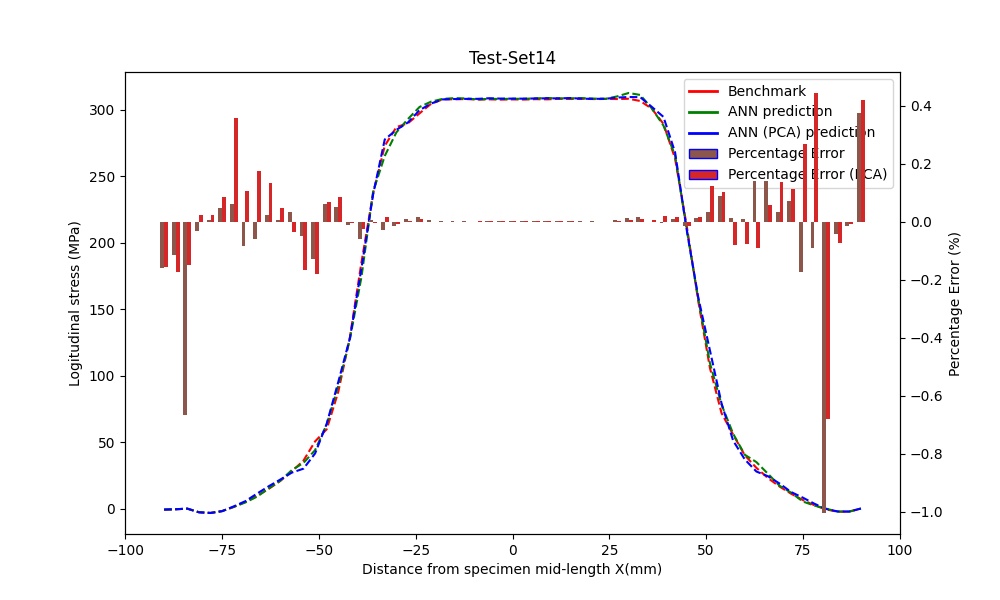 Test-Set14
Benchmark
ANN prediction
ANN (PCA) prediction
Percentage Error
Percentage Error (PCA)
Logitudinal stress (MPa)
300
250
200
150
100
50
0
−100
−75
−50
−25
0
25
50
75
100
Distance from specimen mid-length X(mm)
0.4
0.2
0.0
−0.2
−0.4
−0.6
−0.8
−1.0
Percentage Error (%)